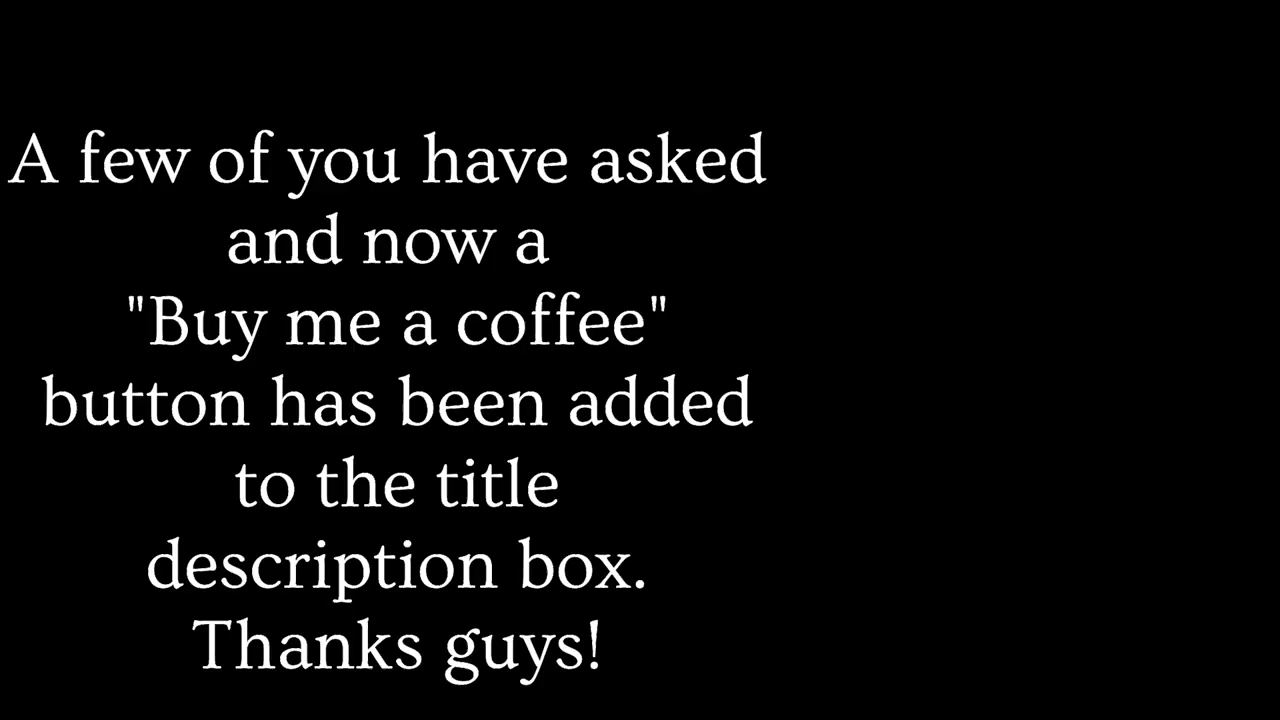 A few of you have asked
and now a
"Buy me a coffee"
button has been added
to the title
description box.
Thanks guys!